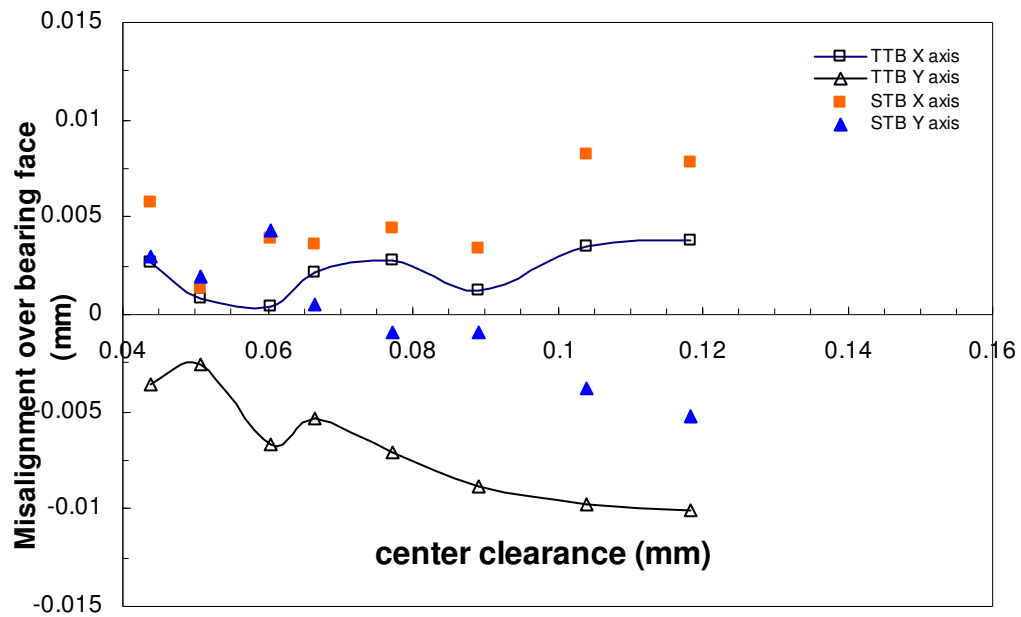 0.015
0.01
0.005
0
-0.005
-0.01
-0.015
0.04
0.06
0.08
0.1
0.12
0.14
0.16
TTB X axis
TTB Y axis
STB X axis
STB Y axis
Misalignment over bearing face
(mm)
center clearance (mm)